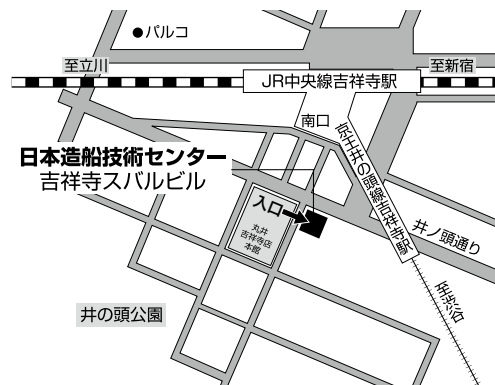 ●パルコ
至立川
JR中央線吉祥寺駅
至新宿
南口
京王井の頭線吉祥寺駅
日本造船技術センター
吉祥寺スバルビル
入口
丸井
吉祥寺店
本館
井ノ頭通り
至渋谷
井の頭公園